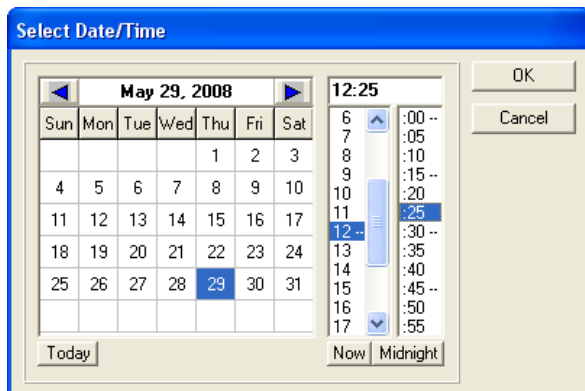 Select Date/Time
May 29, 2008
Sun Mon Tue Wed Thu Fri Sat
1 2 3
4 5 6 7 8 9 10
11 12 13 14 15 16 17
18 19 20 21 22 23 24
25 26 27 28 29 30 31
Today
12:25
6 :00 --
7 :05
8 :10
9 :15 --
10 :20
11 :25
12 -- :30 --
13 :35
14 :40
15 :45 --
16 :50
17 :55
Now Midnight
OK
Cancel